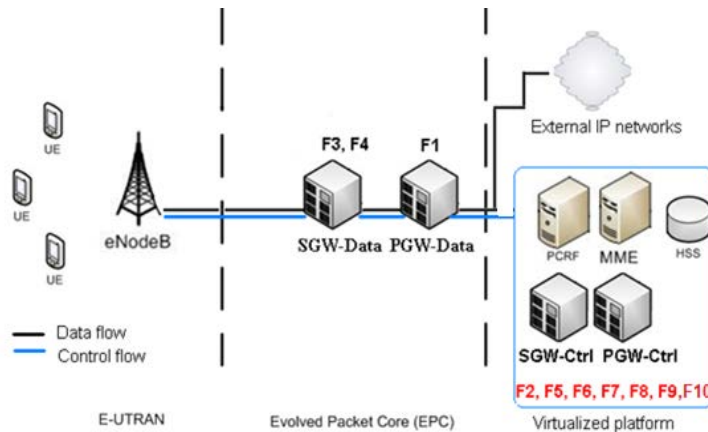 External IP networks
F3, F4
F1
UE
UE
UE
eNodeB
SGW-Data
PGW-Data
PCRF
MME
HSS
SGW-Ctrl
PGW-Ctrl
F2, F5, F6, F7, F8, F9,F10
Data flow
Control flow
E-UTRAN
Evolved Packet Core (EPC)
Virtualized platform